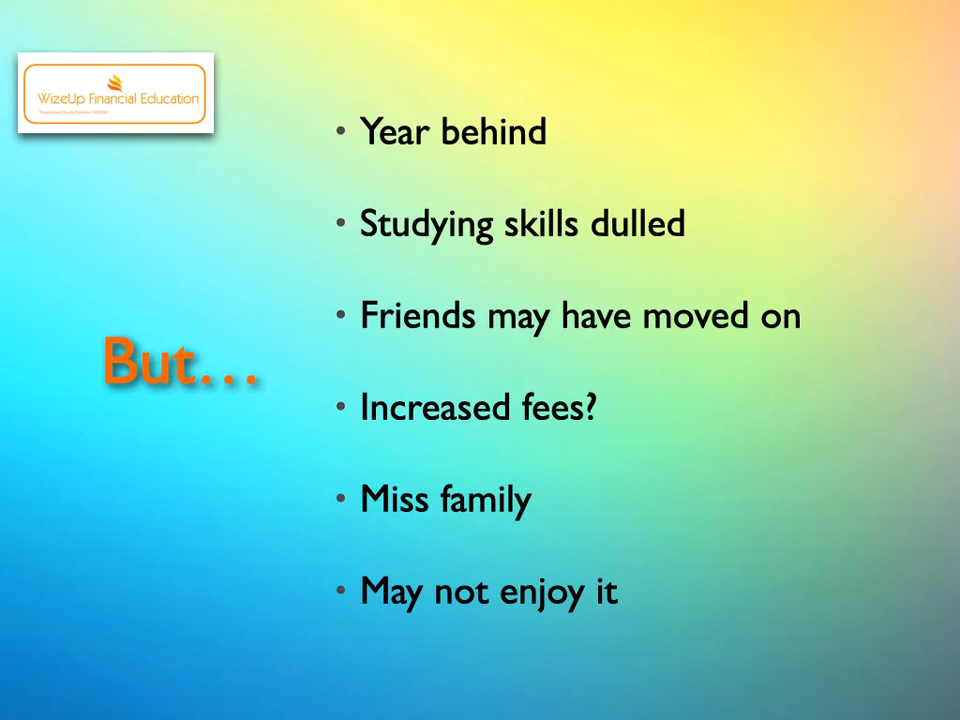 WizeUp Financial Education
But…
• Year behind
• Studying skills dulled
• Friends may have moved on
• Increased fees?
• Miss family
• May not enjoy it